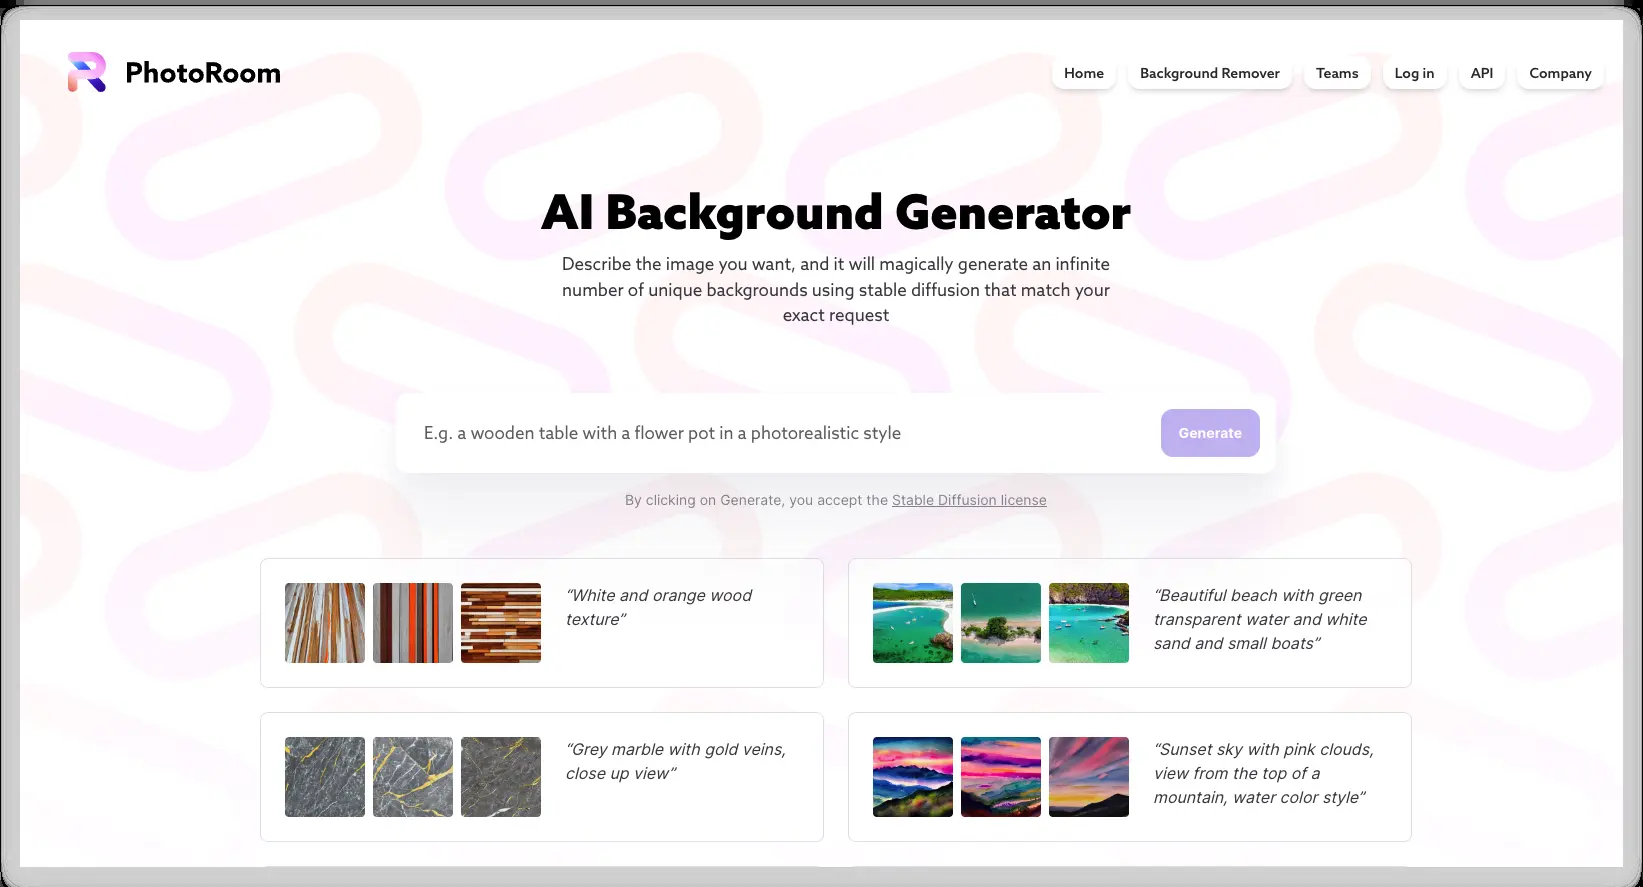 PhotoRoom
Home
Background Remover
Teams
Log in
API
Company
AI Background Generator
Describe the image you want, and it will magically generate an infinite
number of unique backgrounds using stable diffusion that match your
exact request
E.g. a wooden table with a flower pot in a photorealistic style
Generate
By clicking on Generate, you accept the Stable Diffusion license
“White and orange wood
texture”
“Beautiful beach with green
transparent water and white
sand and small boats”
“Grey marble with gold veins,
close up view”
“Sunset sky with pink clouds,
view from the top of a
mountain, water color style”